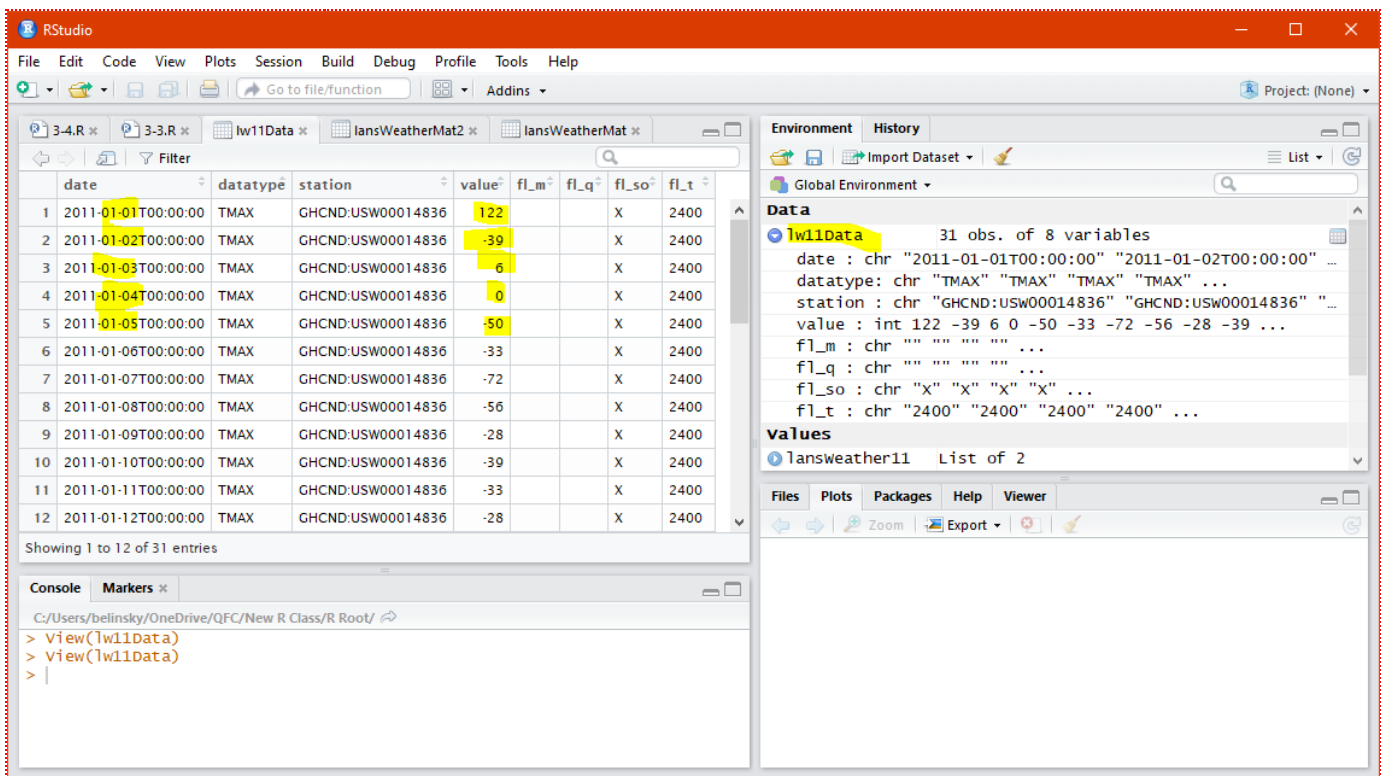 RStudio
File Edit Code View Plots Session Build Debug Profile Tools Help
Go to file/function Addins Project: (None)
3-4.R 3-3.R lw11Data lansWeatherMat2 lansWeatherMat
Filter
date datatype station value fl_m fl_q fl_so fl_t
1 2011-01-01T00:00:00 TMAX GHCND:USW00014836 122 X 2400
2 2011-01-02T00:00:00 TMAX GHCND:USW00014836 -39 X 2400
3 2011-01-03T00:00:00 TMAX GHCND:USW00014836 6 X 2400
4 2011-01-04T00:00:00 TMAX GHCND:USW00014836 0 X 2400
5 2011-01-05T00:00:00 TMAX GHCND:USW00014836 -50 X 2400
6 2011-01-06T00:00:00 TMAX GHCND:USW00014836 -33 X 2400
7 2011-01-07T00:00:00 TMAX GHCND:USW00014836 -72 X 2400
8 2011-01-08T00:00:00 TMAX GHCND:USW00014836 -56 X 2400
9 2011-01-09T00:00:00 TMAX GHCND:USW00014836 -28 X 2400
10 2011-01-10T00:00:00 TMAX GHCND:USW00014836 -39 X 2400
11 2011-01-11T00:00:00 TMAX GHCND:USW00014836 -33 X 2400
12 2011-01-12T00:00:00 TMAX GHCND:USW00014836 -28 X 2400
Showing 1 to 12 of 31 entries
Console Markers
C:/Users/belinsky/OneDrive/QFC/New R Class/R Root/
> View(lw11Data)
> View(lw11Data)
>
Environment History
Import Dataset List
Global Environment
Data
lw11Data 31 obs. of 8 variables
date : chr "2011-01-01T00:00:00" "2011-01-02T00:00:00" …
datatype: chr "TMAX" "TMAX" "TMAX" "TMAX" ...
station : chr "GHCND:USW00014836" "GHCND:USW00014836" "…
value : int 122 -39 6 0 -50 -33 -72 -56 -28 -39 ...
fl_m : chr "" "" "" "" ...
fl_q : chr "" "" "" "" ...
fl_so : chr "X" "X" "X" "X" ...
fl_t : chr "2400" "2400" "2400" "2400" ...
Values
lansWeather11 List of 2
Files Plots Packages Help Viewer
Zoom Export